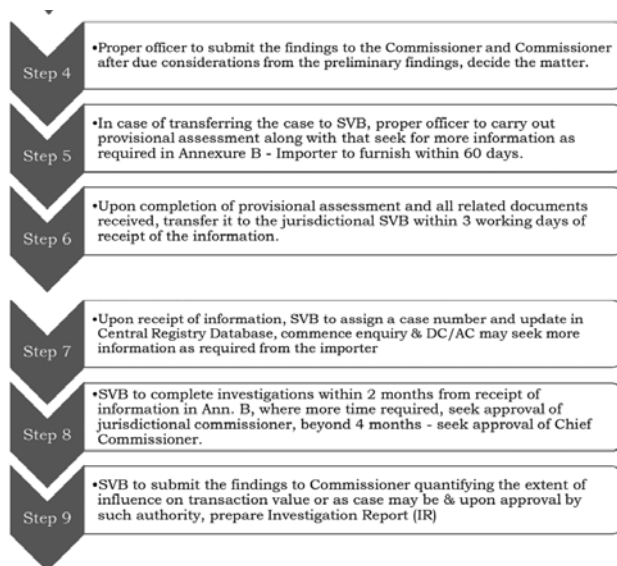 Step 4
•Proper officer to submit the findings to the Commissioner and Commissioner
after due considerations from the preliminary findings, decide the matter.
Step 5
•In case of transferring the case to SVB, proper officer to carry out
provisional assessment along with that seek for more information as
required in Annexure B - Importer to furnish within 60 days.
Step 6
•Upon completion of provisional assessment and all related documents
received, transfer it to the jurisdictional SVB within 3 working days of
receipt of the information.
Step 7
•Upon receipt of information, SVB to assign a case number and update in
Central Registry Database, commence enquiry & DC/AC may seek more
information as required from the importer
Step 8
•SVB to complete investigations within 2 months from receipt of
information in Ann. B, where more time required, seek approval of
jurisdictional commissioner, beyond 4 months - seek approval of Chief
Commissioner.
Step 9
•SVB to submit the findings to Commissioner quantifying the extent of
influence on transaction value or as case may be & upon approval by
such authority, prepare Investigation Report (IR)